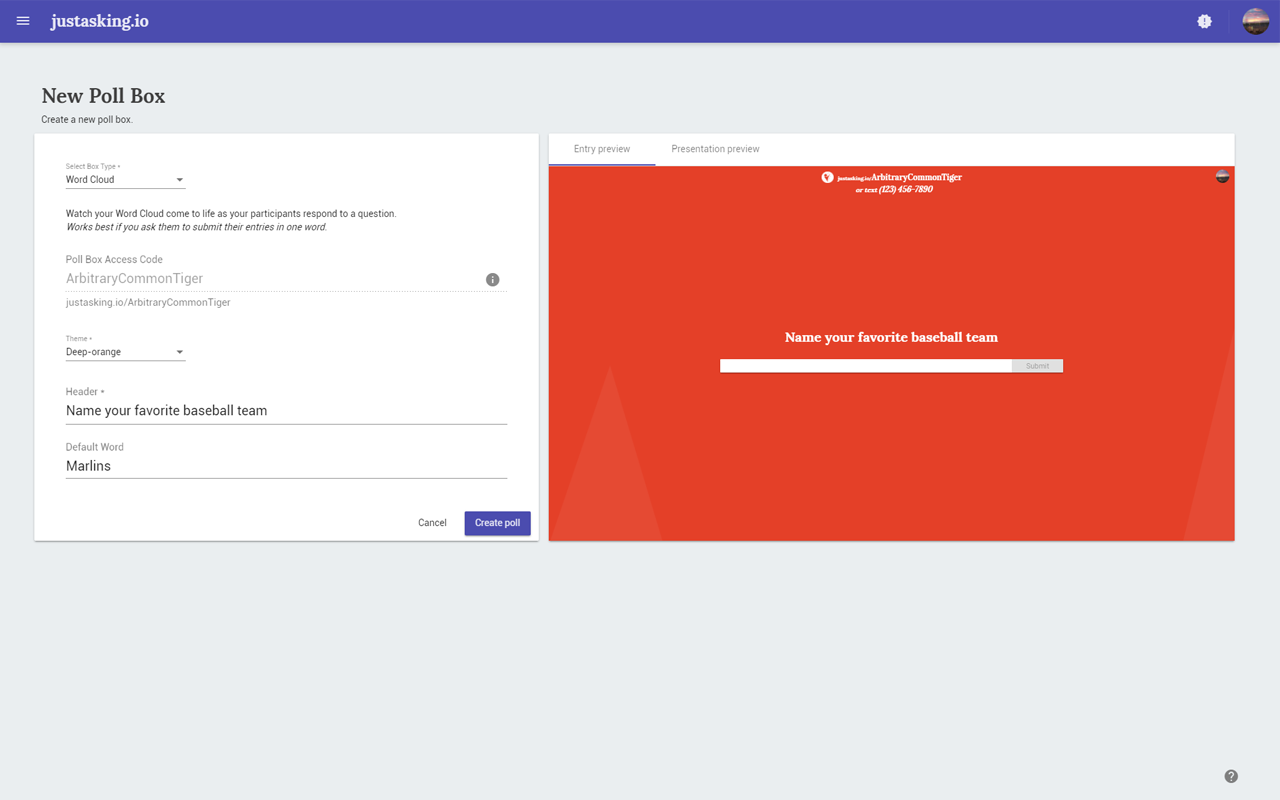 justasking.io
New Poll Box
Create a new poll box.
Select Box Type *
Word Cloud
Watch your Word Cloud come to life as your participants respond to a question.
Works best if you ask them to submit their entries in one word.
Poll Box Access Code
ArbitraryCommonTiger
justasking.io/ArbitraryCommonTiger
Theme *
Deep-orange
Header *
Name your favorite baseball team
Default Word
Marlins
Cancel
Create poll
Entry preview
Presentation preview
justasking.io/ArbitraryCommonTiger
or text (123) 456-7890
Name your favorite baseball team
Submit